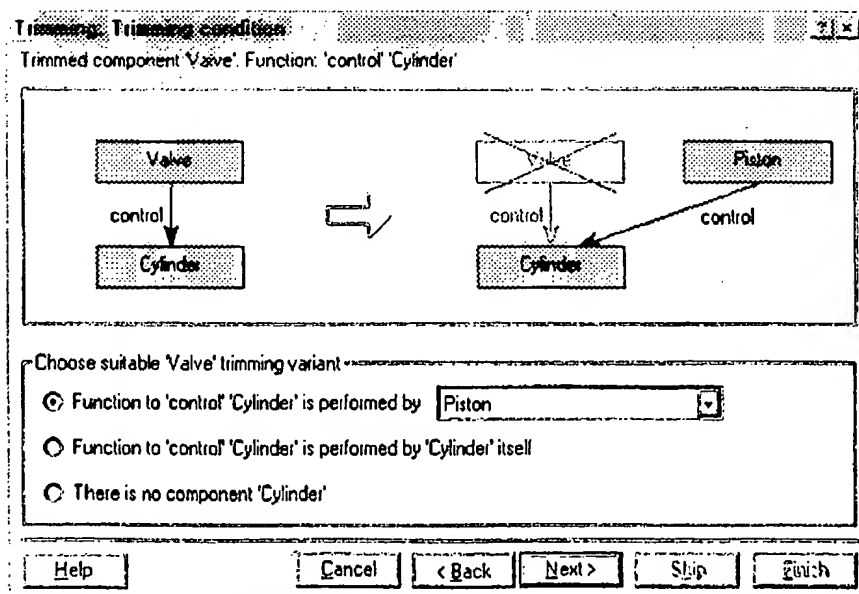 Trimming: Trimming condition
Trimmed component 'Valve'. Function: 'control' 'Cylinder'
Valve
control
Cylinder
Valve
control
Cylinder
Piston
control
Choose suitable 'Valve' trimming variant
Function to 'control' 'Cylinder' is performed by Piston
Function to 'control' 'Cylinder' is performed by 'Cylinder' itself
There is no component 'Cylinder'
Help Cancel < Back Next > Skip Finish